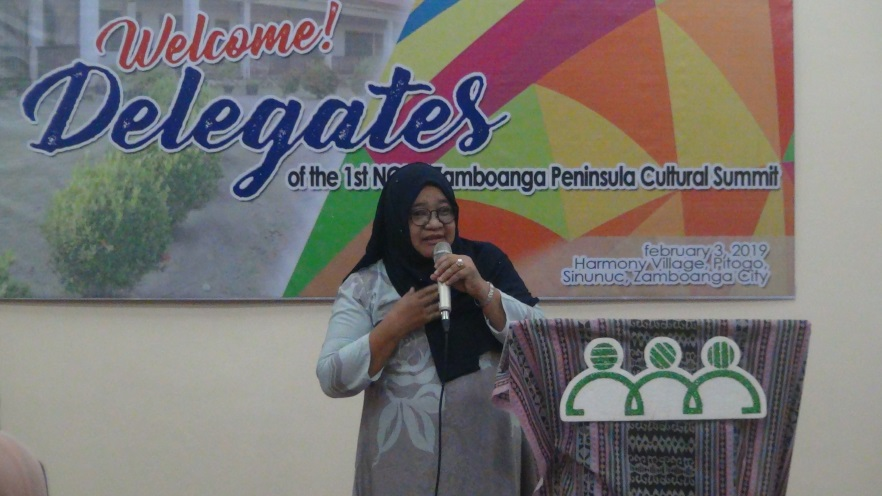 Welcome!
Delegates
of the 1st Zamboanga Peninsula Cultural Summit
february 3, 2019
Harmony Village, Pitogo,
Sinunuc, Zamboanga City